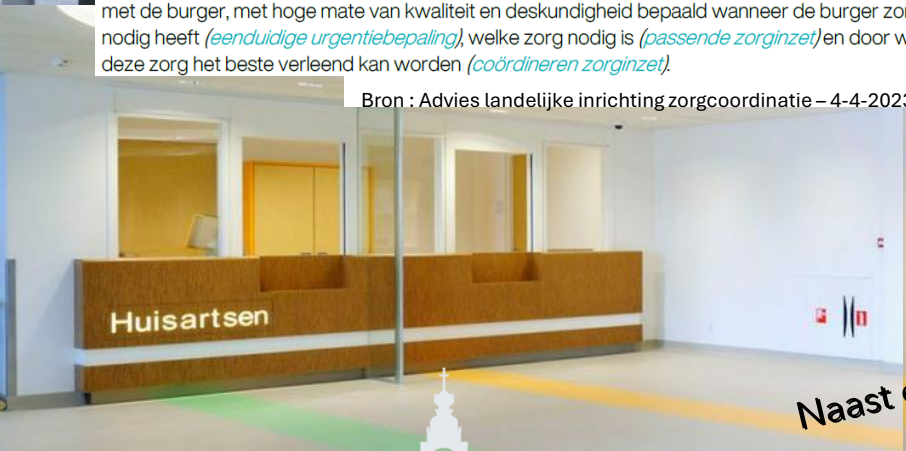 met de burger, met hoge mate van kwaliteit en deskundigheid bepaald wanneer de burger
nodig heeft (eenduidige urgentiebepaling), welke zorg nodig is (passende zorginzet) en door
deze zorg het beste verleend kan worden (coördineren zorginzet).
Bron : Advies landelijke inrichting zorgcoordinatie – 4-4-2023
Huisartsen
Naast